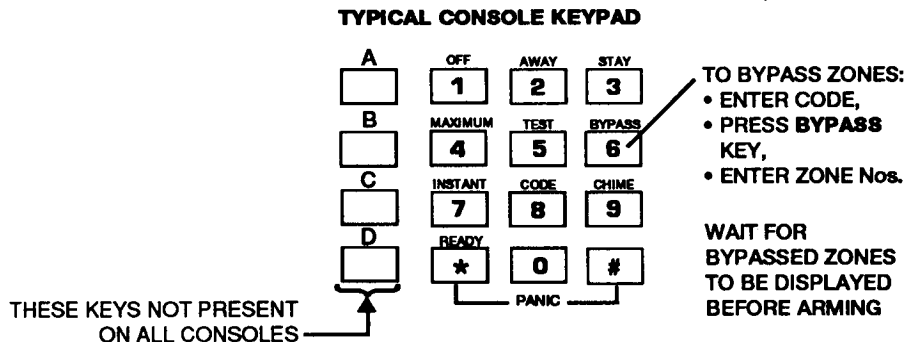 TYPICAL CONSOLE KEYPAD
A
OFF
AWAY
STAY
1
2
3
B
MAXIMUM
TEST
BYPASS
4
5
6
C
INSTANT
CODE
CHIME
7
8
9
D
READY
*
0
#
PANIC
THESE KEYS NOT PRESENT
ON ALL CONSOLES
TO BYPASS ZONES:
• ENTER CODE,
• PRESS BYPASS
KEY,
• ENTER ZONE Nos.
WAIT FOR
BYPASSED ZONES
TO BE DISPLAYED
BEFORE ARMING